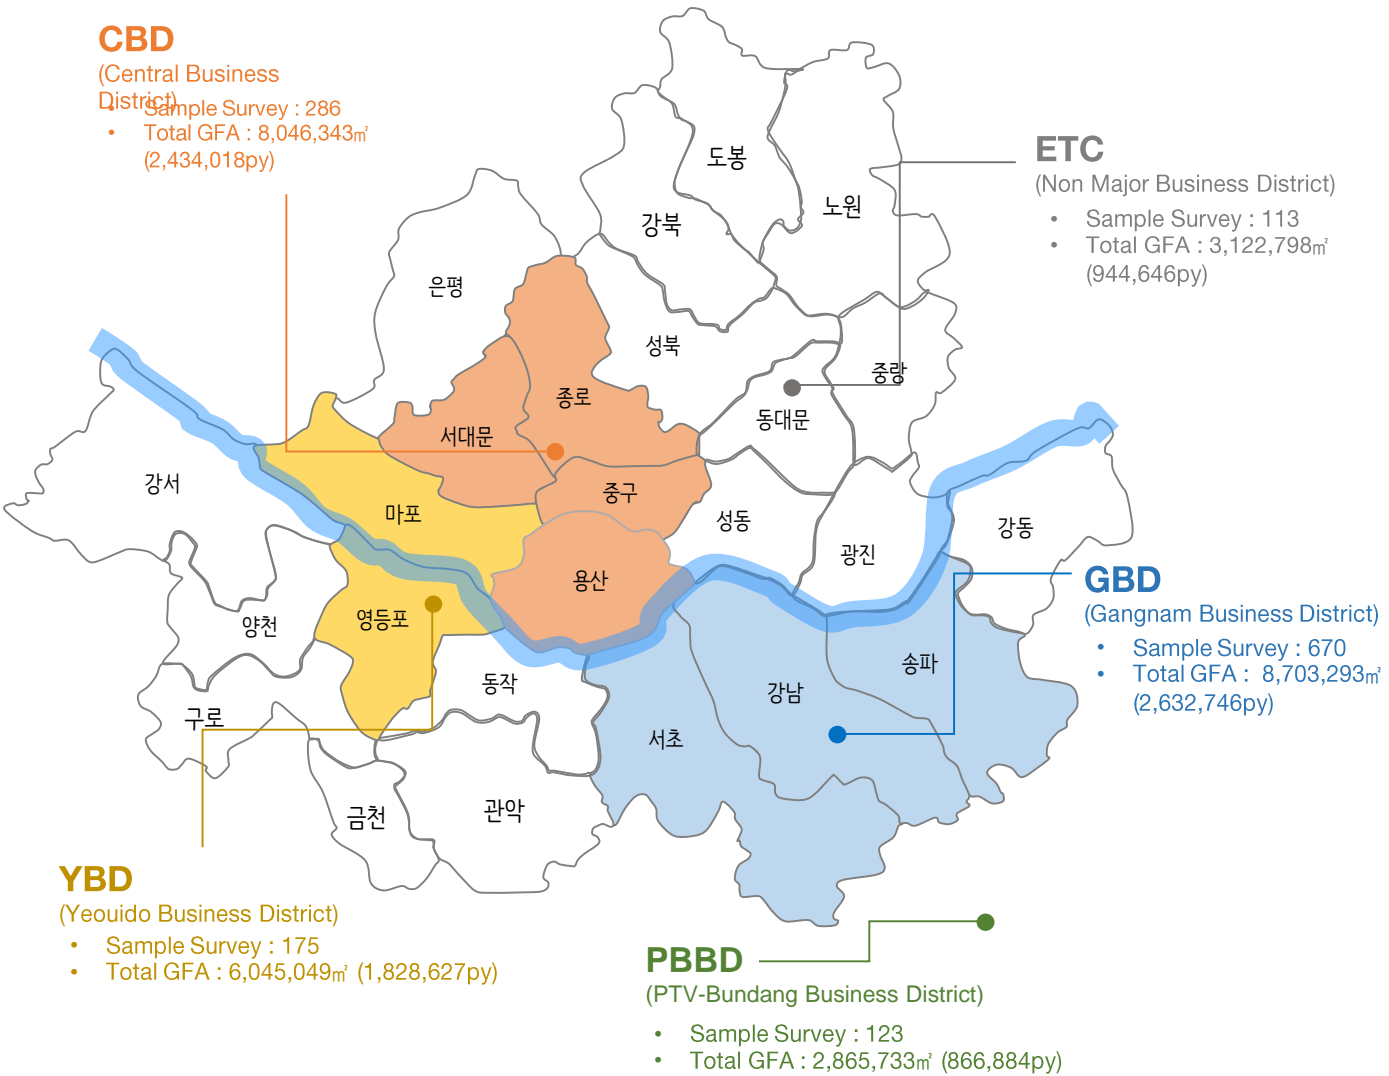 CBD
(Central Business
District)
• Sample Survey : 286
• Total GFA : 8,046,343㎡
(2,434,018py)
ETC
(Non Major Business District)
• Sample Survey : 113
• Total GFA : 3,122,798㎡
(944,646py)
도봉
노원
강북
은평
성북
중랑
종로
동대문
서대문
강서
중구
마포
성동
강동
광진
용산
양천
영등포
송파
동작
강남
구로
서초
금천
관악
GBD
(Gangnam Business District)
• Sample Survey : 670
• Total GFA :  8,703,293㎡
(2,632,746py)
YBD
(Yeouido Business District)
• Sample Survey : 175
• Total GFA : 6,045,049㎡ (1,828,627py)
PBBD
(PTV-Bundang Business District)
• Sample Survey : 123
• Total GFA : 2,865,733㎡ (866,884py)